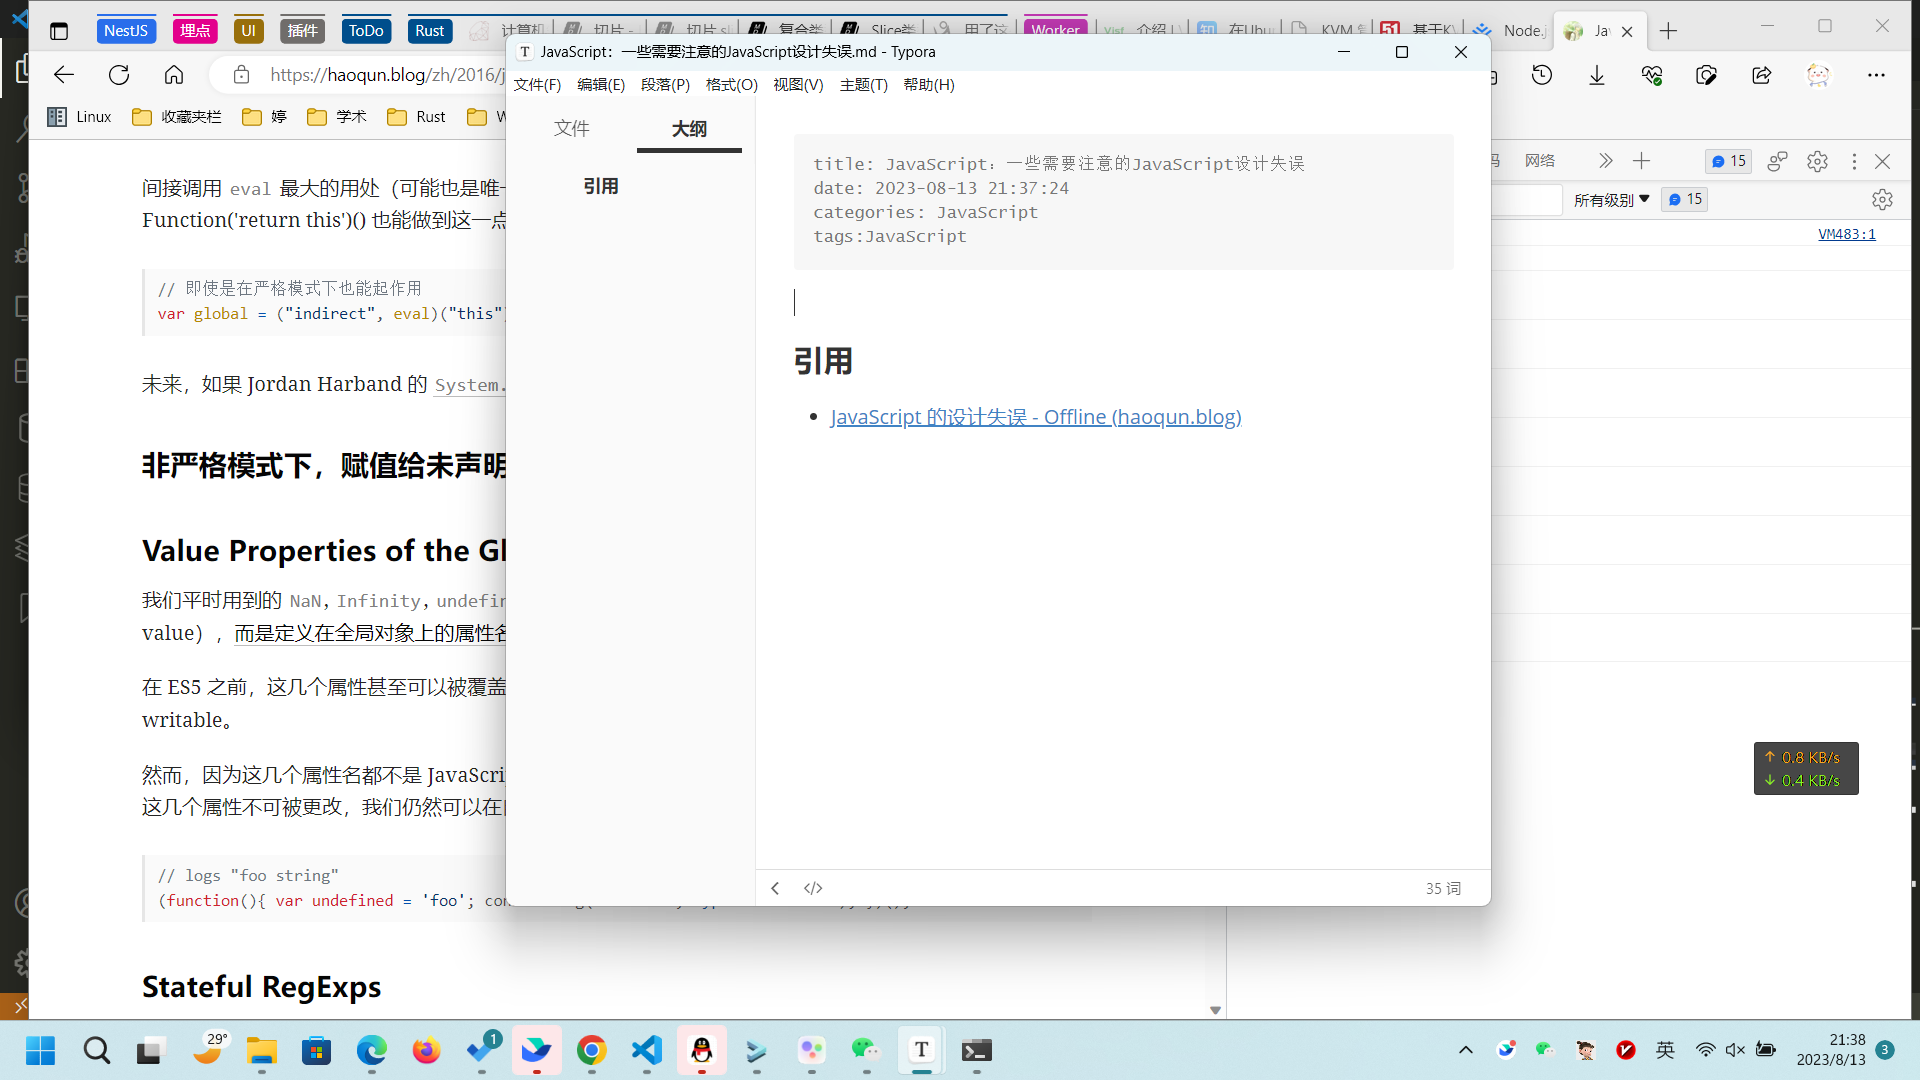 NestJS 埋点 UI 插件 ToDo Rust 计算机 切片 - 切片 sl 复合类 Slice类 用了这 Worker 介绍 在Ubu KVM 51 基于K Node.j Ja
https://haoqun.blog/zh/2016/j
Linux 收藏夹栏 婷 学术 Rust W
间接调用 eval 最大的用处（可能也是唯一
Function('return this')() 也能做到这一点
// 即使是在严格模式下也能起作用
var global = ("indirect", eval)("this")
未来，如果 Jordan Harband 的 System.
非严格模式下，赋值给未声明
Value Properties of the Gl
我们平时用到的 NaN, Infinity, undefin
value），而是定义在全局对象上的属性名
在 ES5 之前，这几个属性甚至可以被覆盖
writable。
然而，因为这几个属性名都不是 JavaScri
这几个属性不可被更改，我们仍然可以在
// logs "foo string"
(function(){ var undefined = 'foo'; con
Stateful RegExps
T JavaScript：一些需要注意的JavaScript设计失误.md - Typora
文件(F) 编辑(E) 段落(P) 格式(O) 视图(V) 主题(T) 帮助(H)
文件 大纲
引用
title: JavaScript：一些需要注意的JavaScript设计失误
date: 2023-08-13 21:37:24
categories: JavaScript
tags:JavaScript
引用
JavaScript 的设计失误 - Offline (haoqun.blog)
</> 35 词
网络 15
所有级别 15
VM483:1
↑ 0.8 KB/s
↓ 0.4 KB/s
29° 1 T 英 21:38
2023/8/13 3